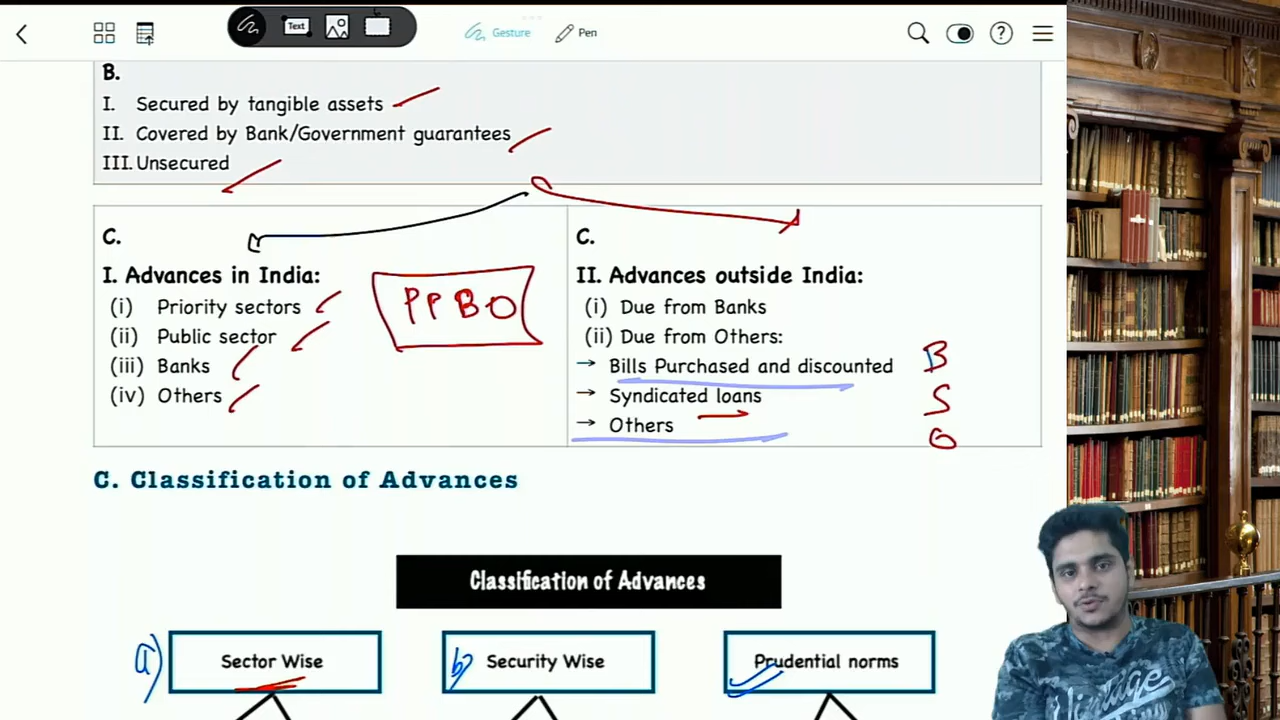 Text
Gesture
Pen
?
B.
I. Secured by tangible assets
II. Covered by Bank/Government guarantees
III. Unsecured
C.
I. Advances in India:
(i) Priority sectors
(ii) Public sector
(iii) Banks
(iv) Others
P P B O
C.
II. Advances outside India:
(i) Due from Banks
(ii) Due from Others:
→ Bills Purchased and discounted
→ Syndicated loans
→ Others
B
S
O
C. Classification of Advances
Classification of Advances
a) Sector Wise
b) Security Wise
Prudential norms
Vintage